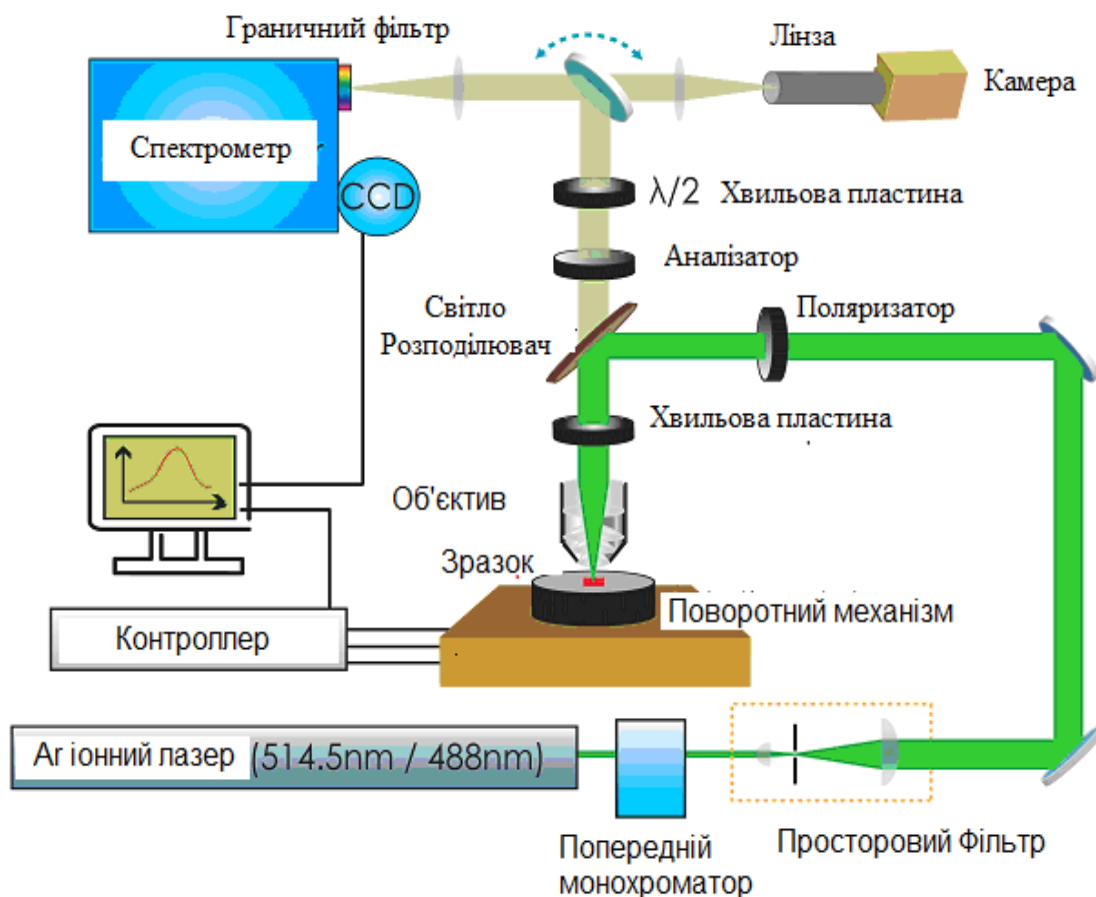 Граничний фільтр
Лінза
Камера
Спектрометр
CCD
λ/2 Хвильова пластина
Аналізатор
Світло
Розподілювач
Поляризатор
Хвильова пластина
Об'єктив
Зразок
Поворотний механізм
Контроллер
Ar іонний лазер (514.5nm / 488nm)
Попередній
монохроматор
Просторовий Фільтр